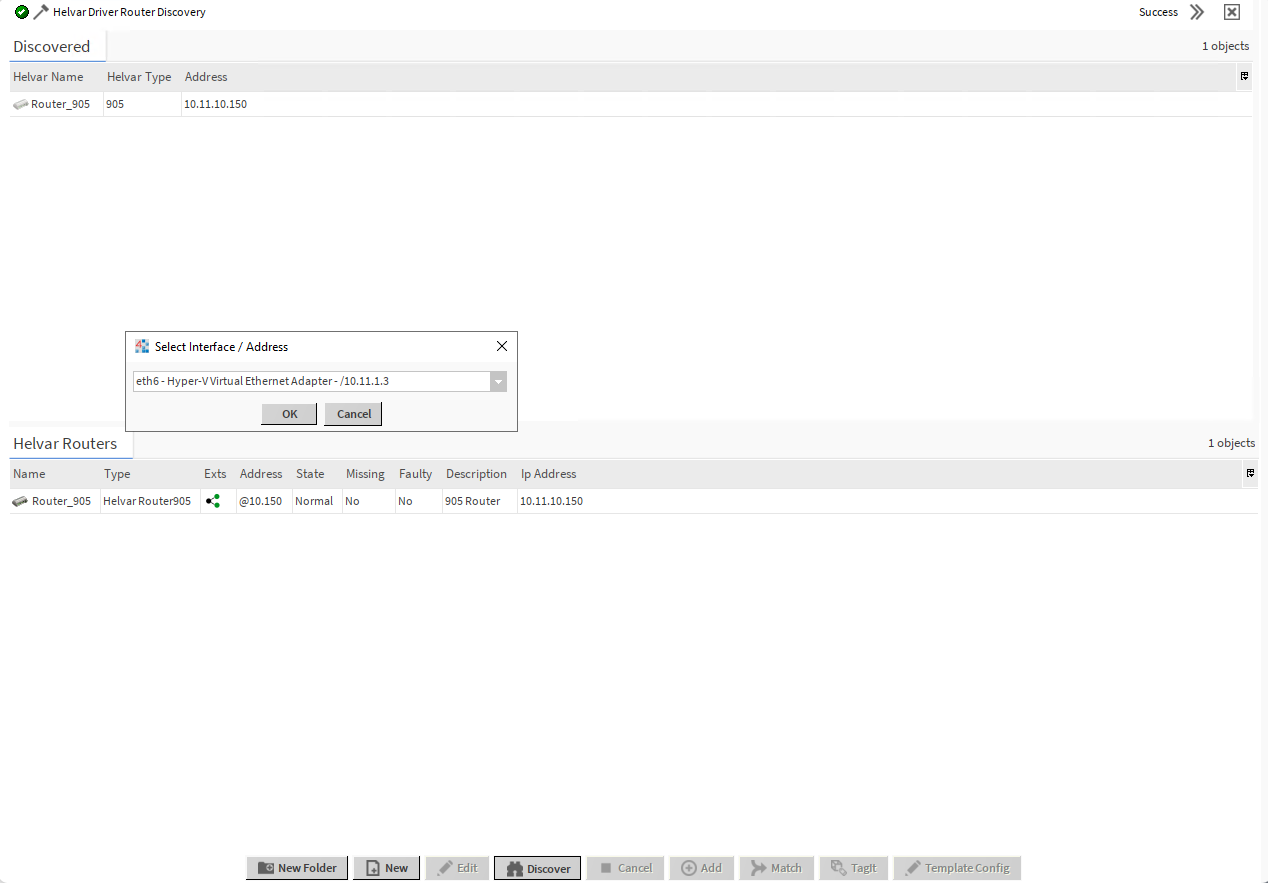 Helvar Driver Router Discovery Success
Discovered 1 objects
Helvar Name Helvar Type Address
Router_905 905 10.11.10.150
Select Interface / Address
eth6 - Hyper-V Virtual Ethernet Adapter - /10.11.1.3
OK Cancel
Helvar Routers 1 objects
Name Type Exts Address State Missing Faulty Description Ip Address
Router_905 Helvar Router905 @10.150 Normal No No 905 Router 10.11.10.150
New Folder New Edit Discover Cancel Add Match TagIt Template Config